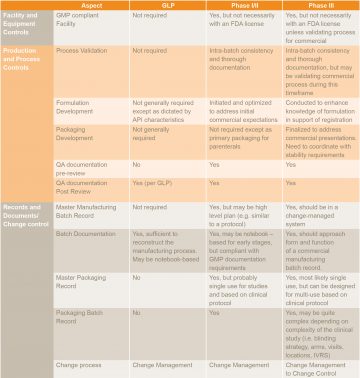 Aspect GLP Phase I/II Phase III
Facility and Equipment Controls
GMP compliant Facility
Not required
Yes, but not necessarily with an FDA license
Yes, but not necessarily with an FDA license unless validating process for commercial
Production and Process Controls
Process Validation
Not required
Intra-batch consistency and thorough documentation
Intra-batch consistency and thorough documentation, but may be validating commercial process during this timeframe
Formulation Development
Not generally required except as dictated by API characteristics
Initiated and optimized to address initial commercial expectations
Conducted to enhance knowledge of formulation in support of registration
Packaging Development
Not generally required
Not required except as primary packaging for parenterals
Finalized to address commercial presentations. Need to coordinate with stability requirements
QA documentation pre-review
No
Yes
Yes
QA documentation Post Review
Yes (per GLP)
Yes
Yes
Records and Documents/ Change control
Master Manufacturing Batch Record
Not required
Yes, but may be high level plan (e.g. similar to a protocol)
Yes, should be in a change-managed system
Batch Documentation
Yes, sufficient to reconstruct the manufacturing process. May be notebook-based
Yes, may be notebook – based for early stages, but compliant with GMP documentation requirements
Yes, should approach form and function of a commercial manufacturing batch record.
Master Packaging Record
No
Yes, but probably single use for studies and based on clinical protocol
Yes, most likely single use, but can be designed for multi-use based on clinical protocol
Packaging Batch Record
No
Yes
Yes, may be quite complex depending on complexity of the clinical study (i.e. blinding strategy, arms, visits, locations, IVRS)
Change process
Change Management
Change Management
Change Management to Change Control